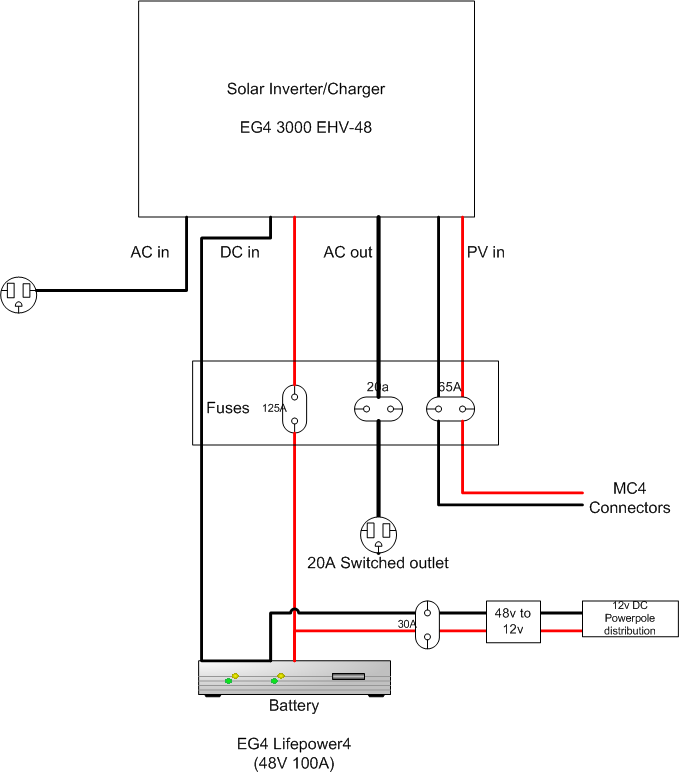 Solar Inverter/Charger
EG4 3000 EHV-48
AC in
DC in
AC out
PV in
Fuses
125A
20a
65A
MC4
Connectors
20A Switched outlet
30A
48v to
12v
12v DC
Powerpole
distribution
Battery
EG4 Lifepower4
(48V 100A)